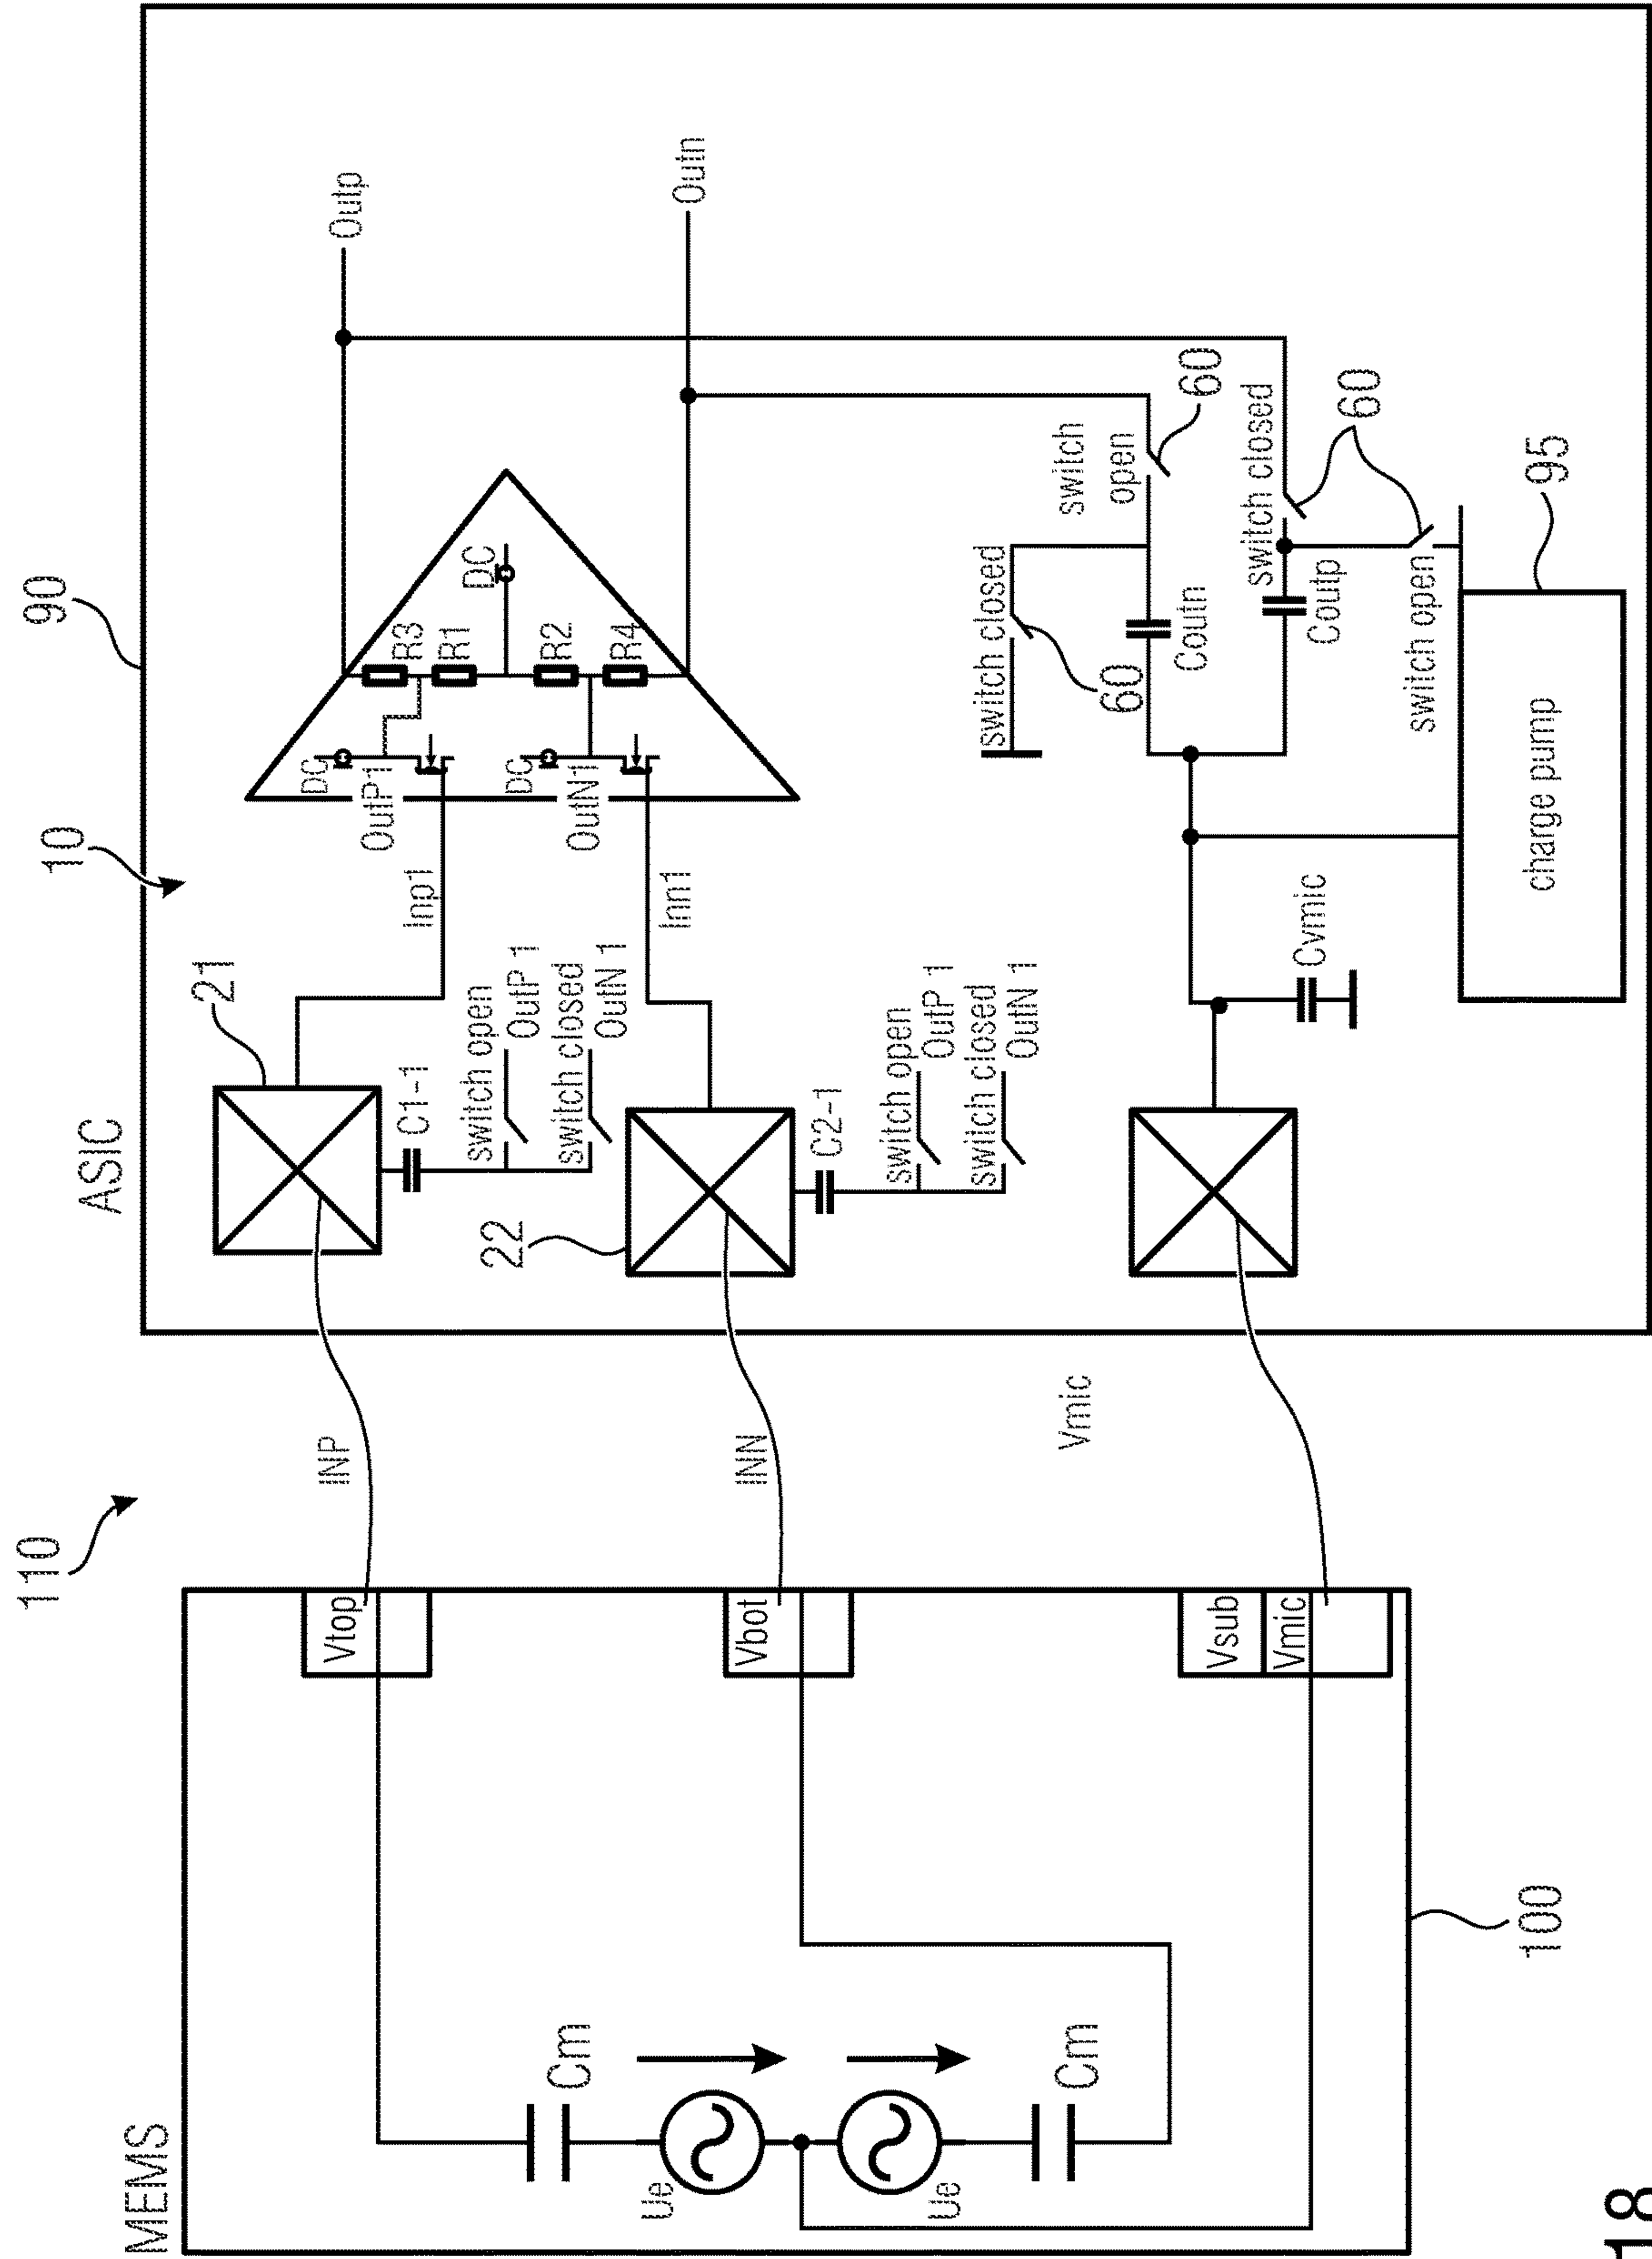 110
10
90
MEMS
ASIC
Vtop
INP
21
Inp1
DC
OutP1
R3
R1
DC
R2
R4
DC
OutN1
Outp
Outn
C1-1
switch open
OutP 1
switch closed
OutN 1
Inn1
Cm
Ue
Ue
Cm
Vbot
INN
22
C2-1
switch open
OutP 1
switch closed
OutN 1
Vsub
Vmic
Vmic
Cvmic
switch closed
60
switch
open
60
Coutn
switch closed
60
Coutp
switch open
charge pump
95
100
18